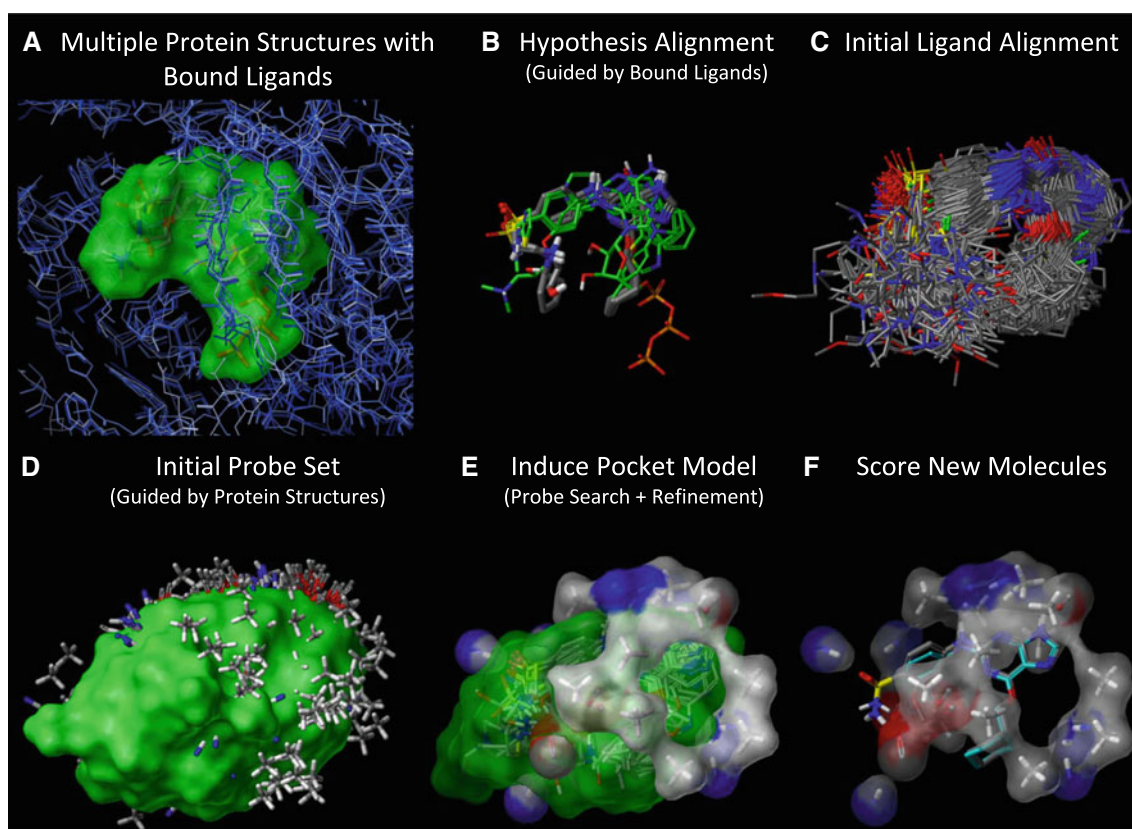 A Multiple Protein Structures with
Bound Ligands
B Hypothesis Alignment
(Guided by Bound Ligands)
C Initial Ligand Alignment
D Initial Probe Set
(Guided by Protein Structures)
E Induce Pocket Model
(Probe Search + Refinement)
F Score New Molecules